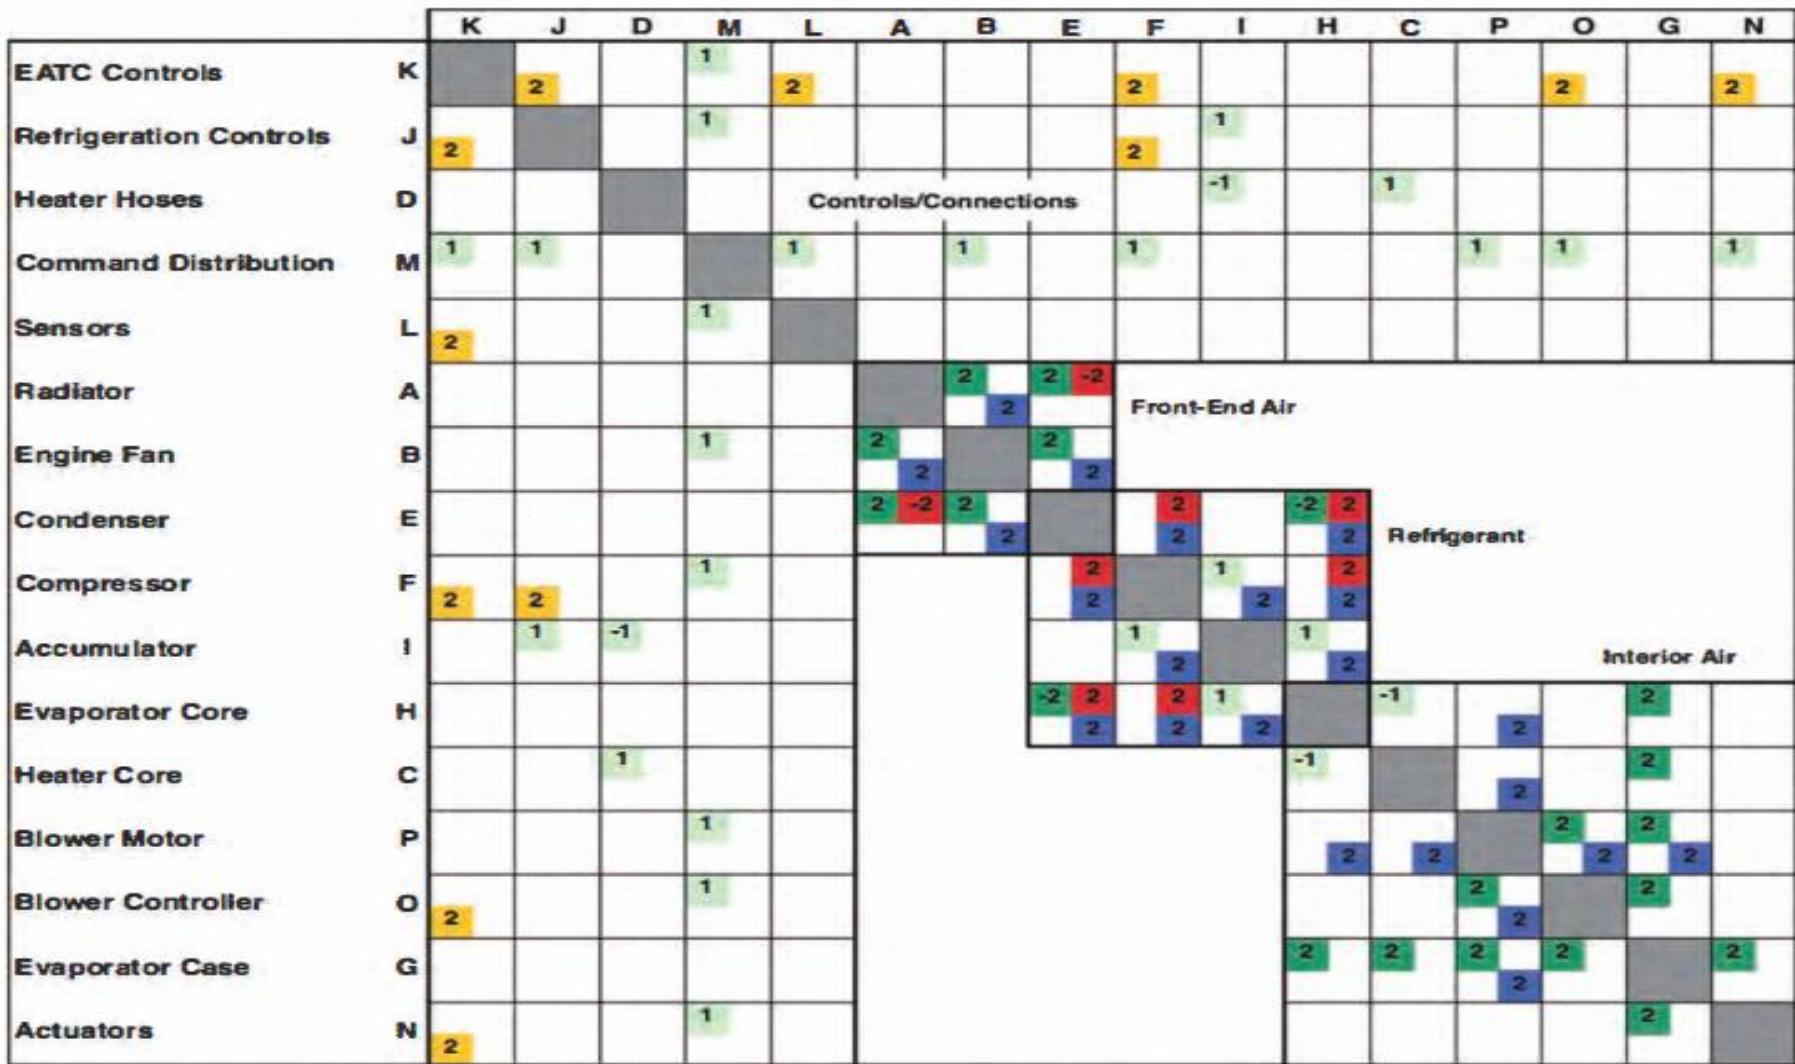 K J D M L A B E F I H C P O G N
EATC Controls K 1
2 2 2 2 2
Refrigeration Controls J 1 1
2 2
Heater Hoses D -1 1
Controls/Connections
Command Distribution M 1 1 1 1 1 1 1 1
Sensors L 1
2
Radiator A 2 2 -2
2 Front-End Air
Engine Fan B 1 2 2
2 2
Condenser E 2 -2 2 2 -2 2
2 2 2 Refrigerant
Compressor F 1 2 1 2
2 2 2 2 2
Accumulator I 1 -1 1 1
2 2 Interior Air
Evaporator Core H -2 2 2 1 -1 2
2 2 2 2
Heater Core C 1 -1 2
2
Blower Motor P 1 2 2
2 2 2 2
Blower Controller O 1 2 2
2 2
Evaporator Case G 2 2 2 2 2
2
Actuators N 1 2
2